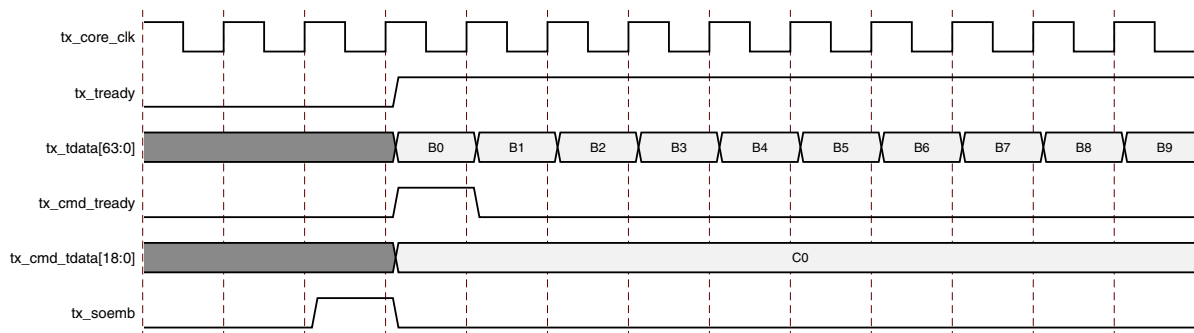 tx_core_clk
tx_tready
tx_tdata[63:0] B0 B1 B2 B3 B4 B5 B6 B7 B8 B9
tx_cmd_tready
tx_cmd_tdata[18:0] C0
tx_soemb